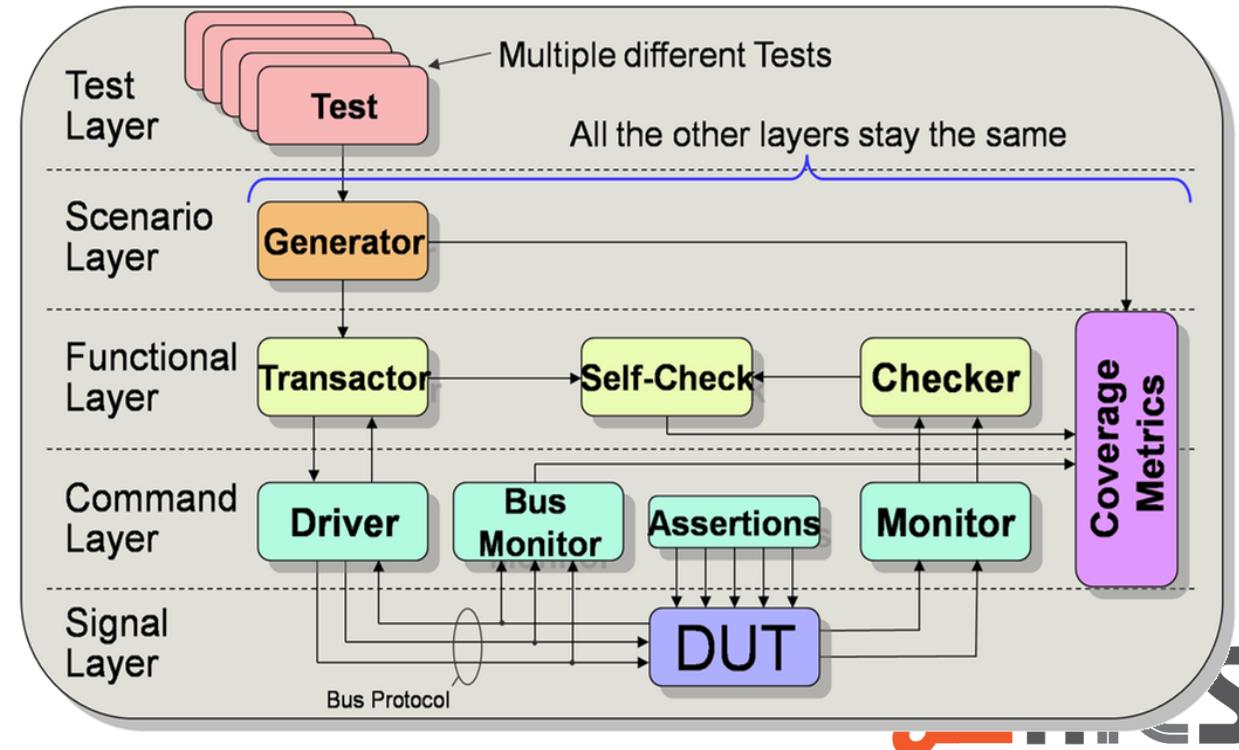 Multiple different Tests
Test
Layer
Test
All the other layers stay the same
Scenario
Layer
Generator
Functional
Layer
Transactor
Self-Check
Checker
Coverage
Metrics
Command
Layer
Driver
Bus
Monitor
Assertions
Monitor
Signal
Layer
DUT
Bus Protocol